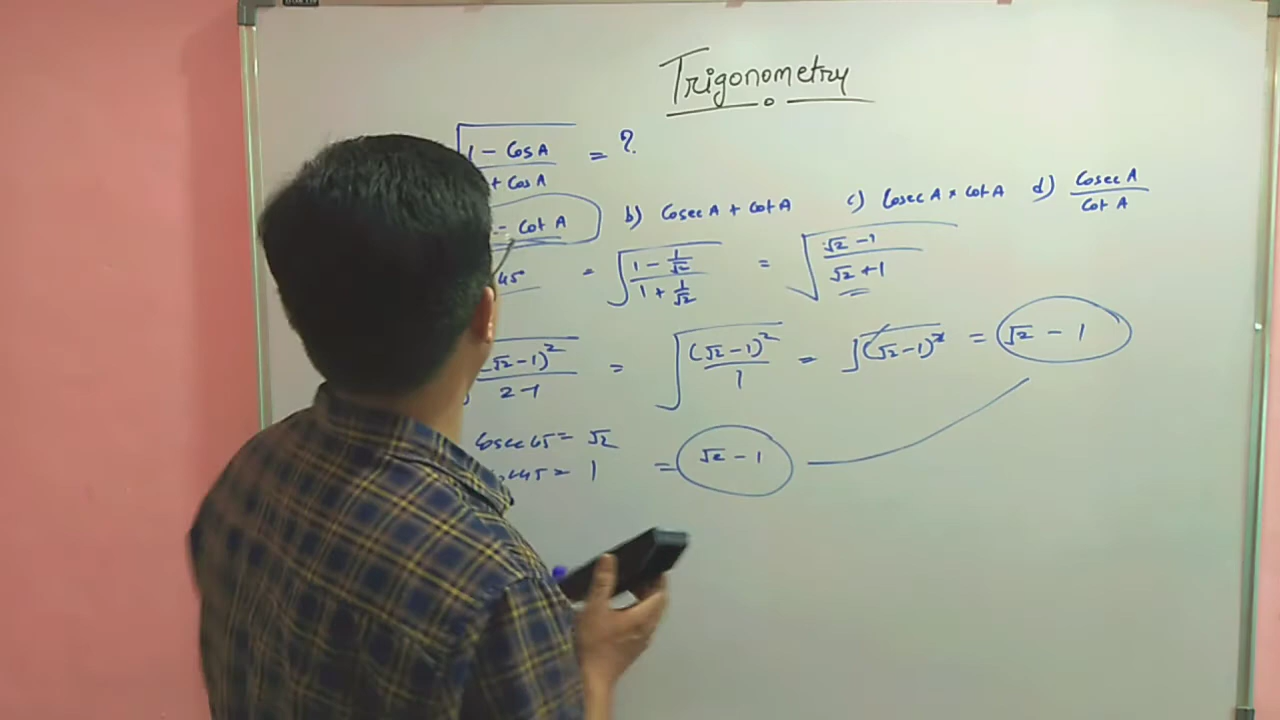 Trigonometry
√(1 - Cos A / + Cos A) = ?
- Cot A b) Cosec A + Cot A c) Cosec A × Cot A d) Cosec A / Cot A
45 = √(1 - 1/√2 / 1 + 1/√2) = √(√2 - 1 / √2 + 1)
(√2 - 1)² / 2 - 1 = √((√2 - 1)² / 1) = √(√2 - 1)² = √2 - 1
Cosec 45 = √2
45 = 1 = √2 - 1